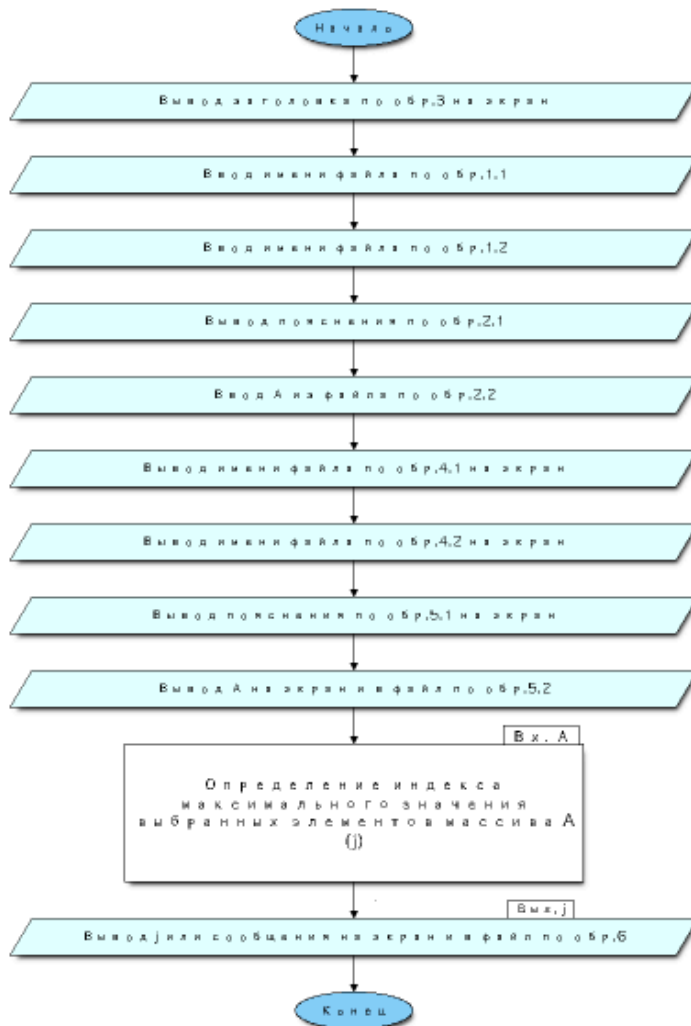 Начало
Вывод заголовка по обр.3 на экран
Ввод имени файла по обр.1.1
Ввод имени файла по обр.1.2
Вывод пояснания по обр.2.1
Ввод А из файла по обр.2.2
Вывод имени файла по обр.4.1 на экран
Вывод имени файла по обр.4.2 на экран
Вывод пояснания по обр.5.1 на экран
Вывод А на экран и в файл по обр.5.2
Вх. А
Определение индекса
максимального значения
выбранных элементов массива А
(j)
Вых.j
Вывод j или сообщания на экран и в файл по обр.6
Конец